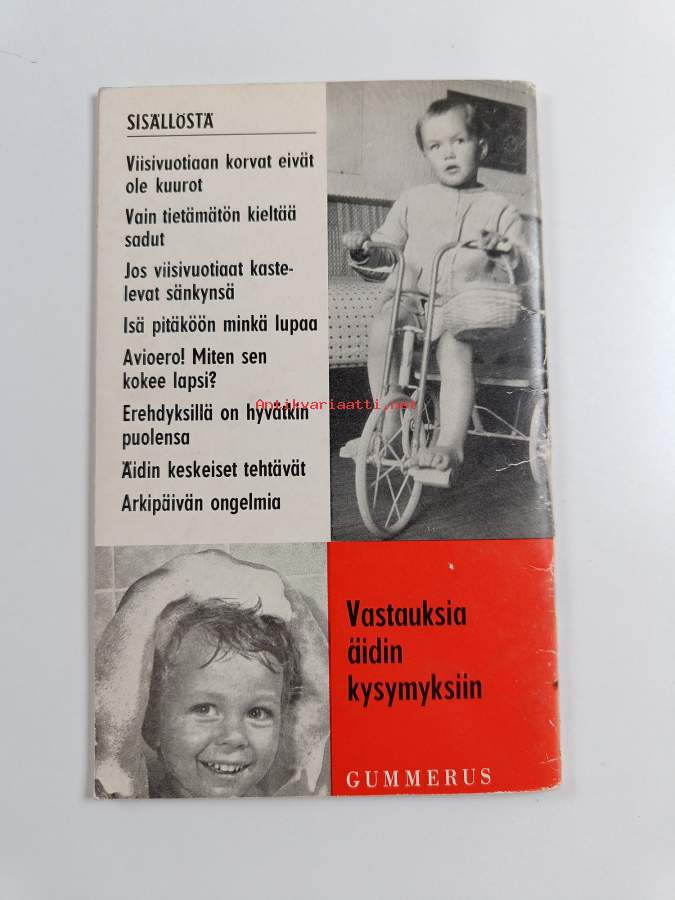 SISÄLLÖSTÄ
Viisivuotiaan korvat eivät
ole kuurot
Vain tietämätön kieltää
sadut
Jos viisivuotiaat kaste-
levat sänkynsä
Isä pitäköön minkä lupaa
Avioero! Miten sen
kokee lapsi?
Antikvariaatti.net
Erehdyksillä on hyvätkin
puolensa
Äidin keskeiset tehtävät
Arkipäivän ongelmia
Vastauksia
äidin
kysymyksiin
GUMMERUS